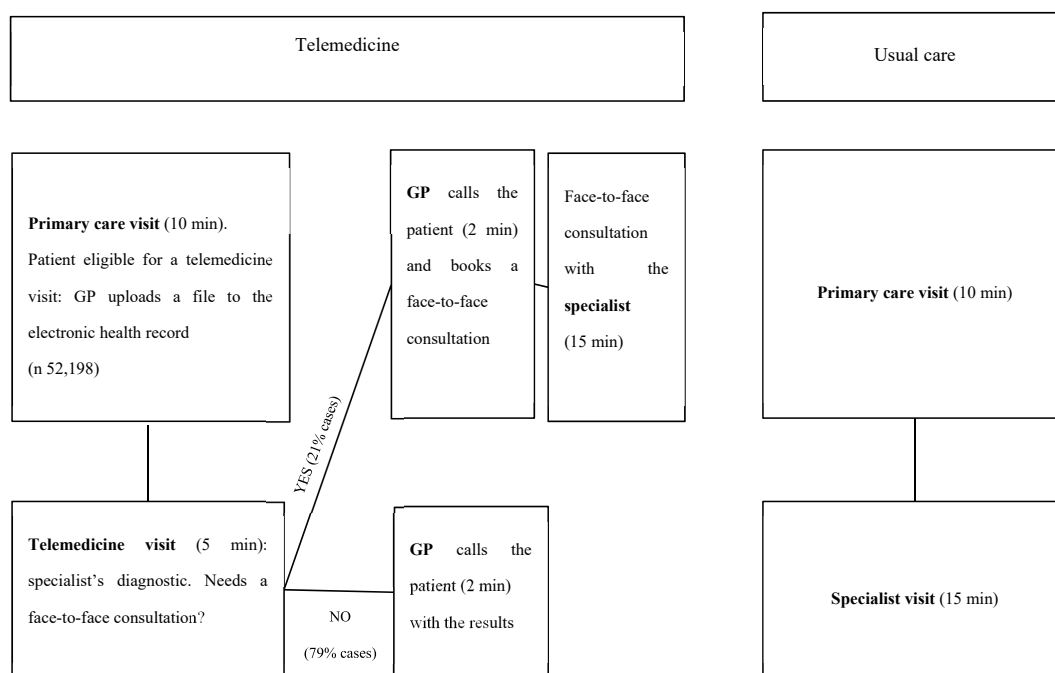 Telemedicine
Usual care
Primary care visit (10 min).
Patient eligible for a telemedicine
visit: GP uploads a file to the
electronic health record
(n 52,198)
GP calls the
patient (2 min)
and books a
face-to-face
consultation
Face-to-face
consultation
with the
specialist
(15 min)
Primary care visit (10 min)
YES (21% cases)
Telemedicine visit (5 min):
specialist's diagnostic. Needs a
face-to-face consultation?
NO
(79% cases)
GP calls the
patient (2 min)
with the results
Specialist visit (15 min)